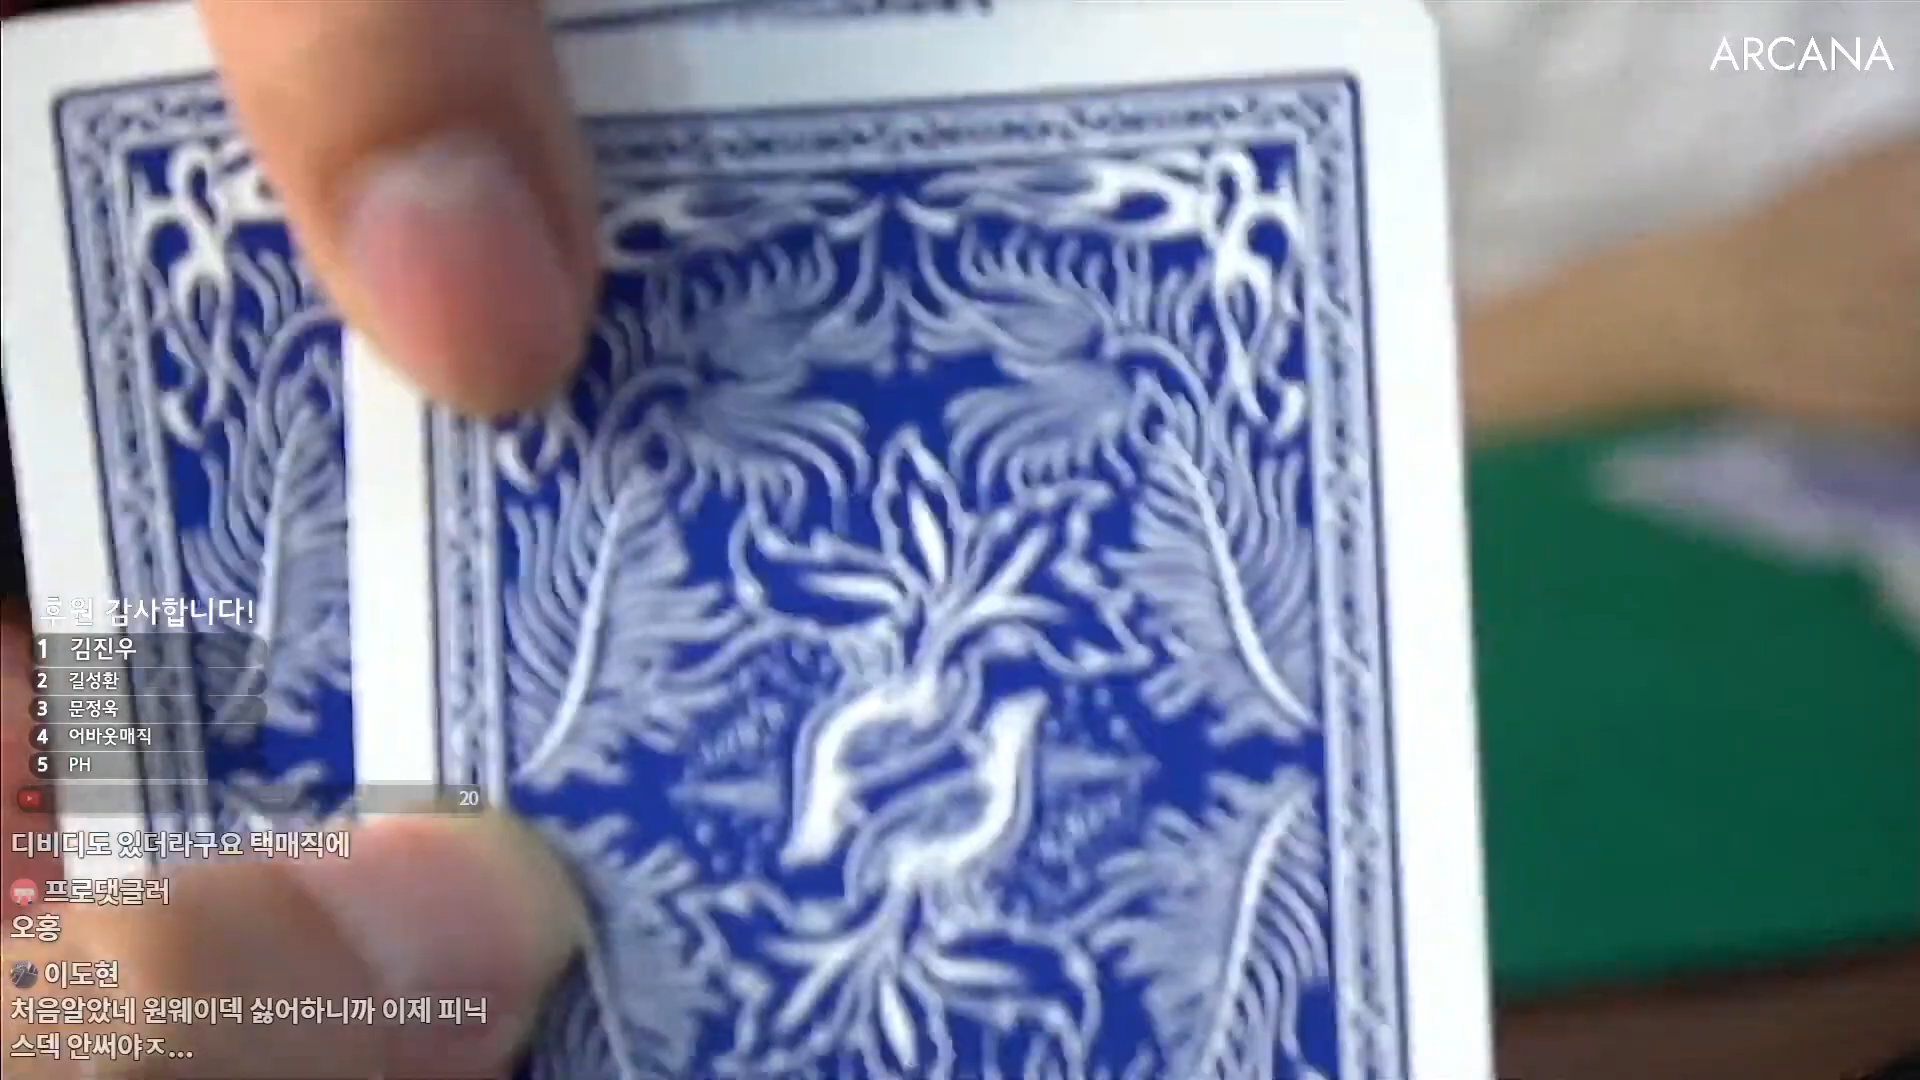 ARCANA
후원 감사합니다!
1 김진우
2 길성환
3 문정욱
4 어바웃매직
5 PH
20
디비디도 있더라구요 택매직에
프로댓글러
오홍
이도현
처음알았네 원웨이덱 싫어하니까 이제 피닉
스덱 안써야ㅈ...